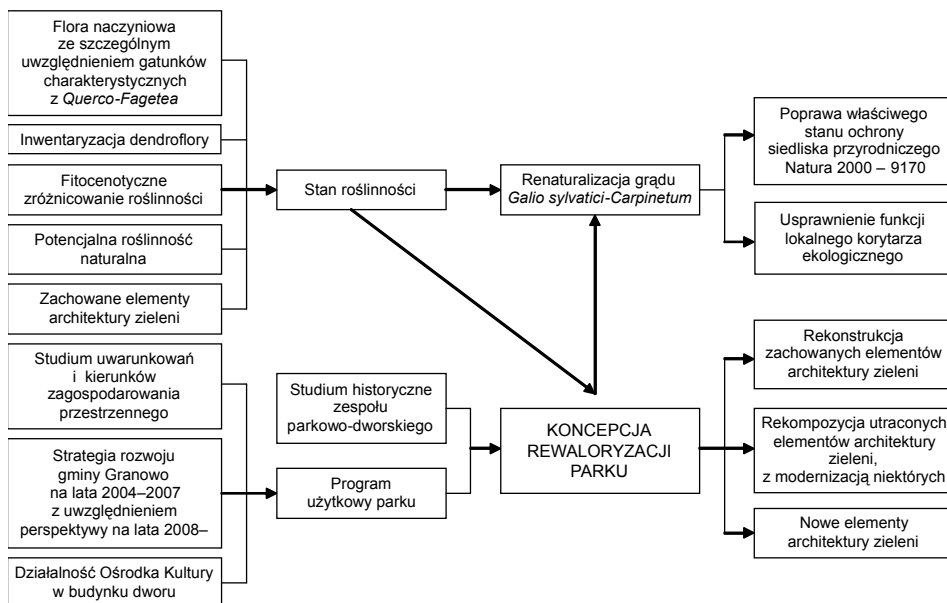 Flora naczyniowa
ze szczególnym
uwzględnieniem gatunków
charakterystycznych
z Querco-Fagetea
Inwentaryzacja dendroflory
Fitocenotyczne
zróżnicowanie roślinności
Potencjalna roślinność
naturalna
Zachowane elementy
architektury zieleni
Studium uwarunkowań
i kierunków
zagospodarowania
przestrzennego
Strategia rozwoju
gminy Granowo
na lata 2004–2007
z uwzględnieniem
perspektywy na lata 2008–
Działalność Ośrodka Kultury
w budynku dworu
Stan roślinności
Studium historyczne
zespołu
parkowo-dworskiego
Program
użytkowy parku
Renaturalizacja grądu
Galio sylvatici-Carpinetum
KONCEPCJA
REWALORYZACJI
PARKU
Poprawa właściwego
stanu ochrony
siedliska przyrodniczego
Natura 2000 – 9170
Usprawnienie funkcji
lokalnego korytarza
ekologicznego
Rekonstrukcja
zachowanych elementów
architektury zieleni
Rekompozycja utraconych
elementów architektury
zieleni,
z modernizacją niektórych
Nowe elementy
architektury zieleni